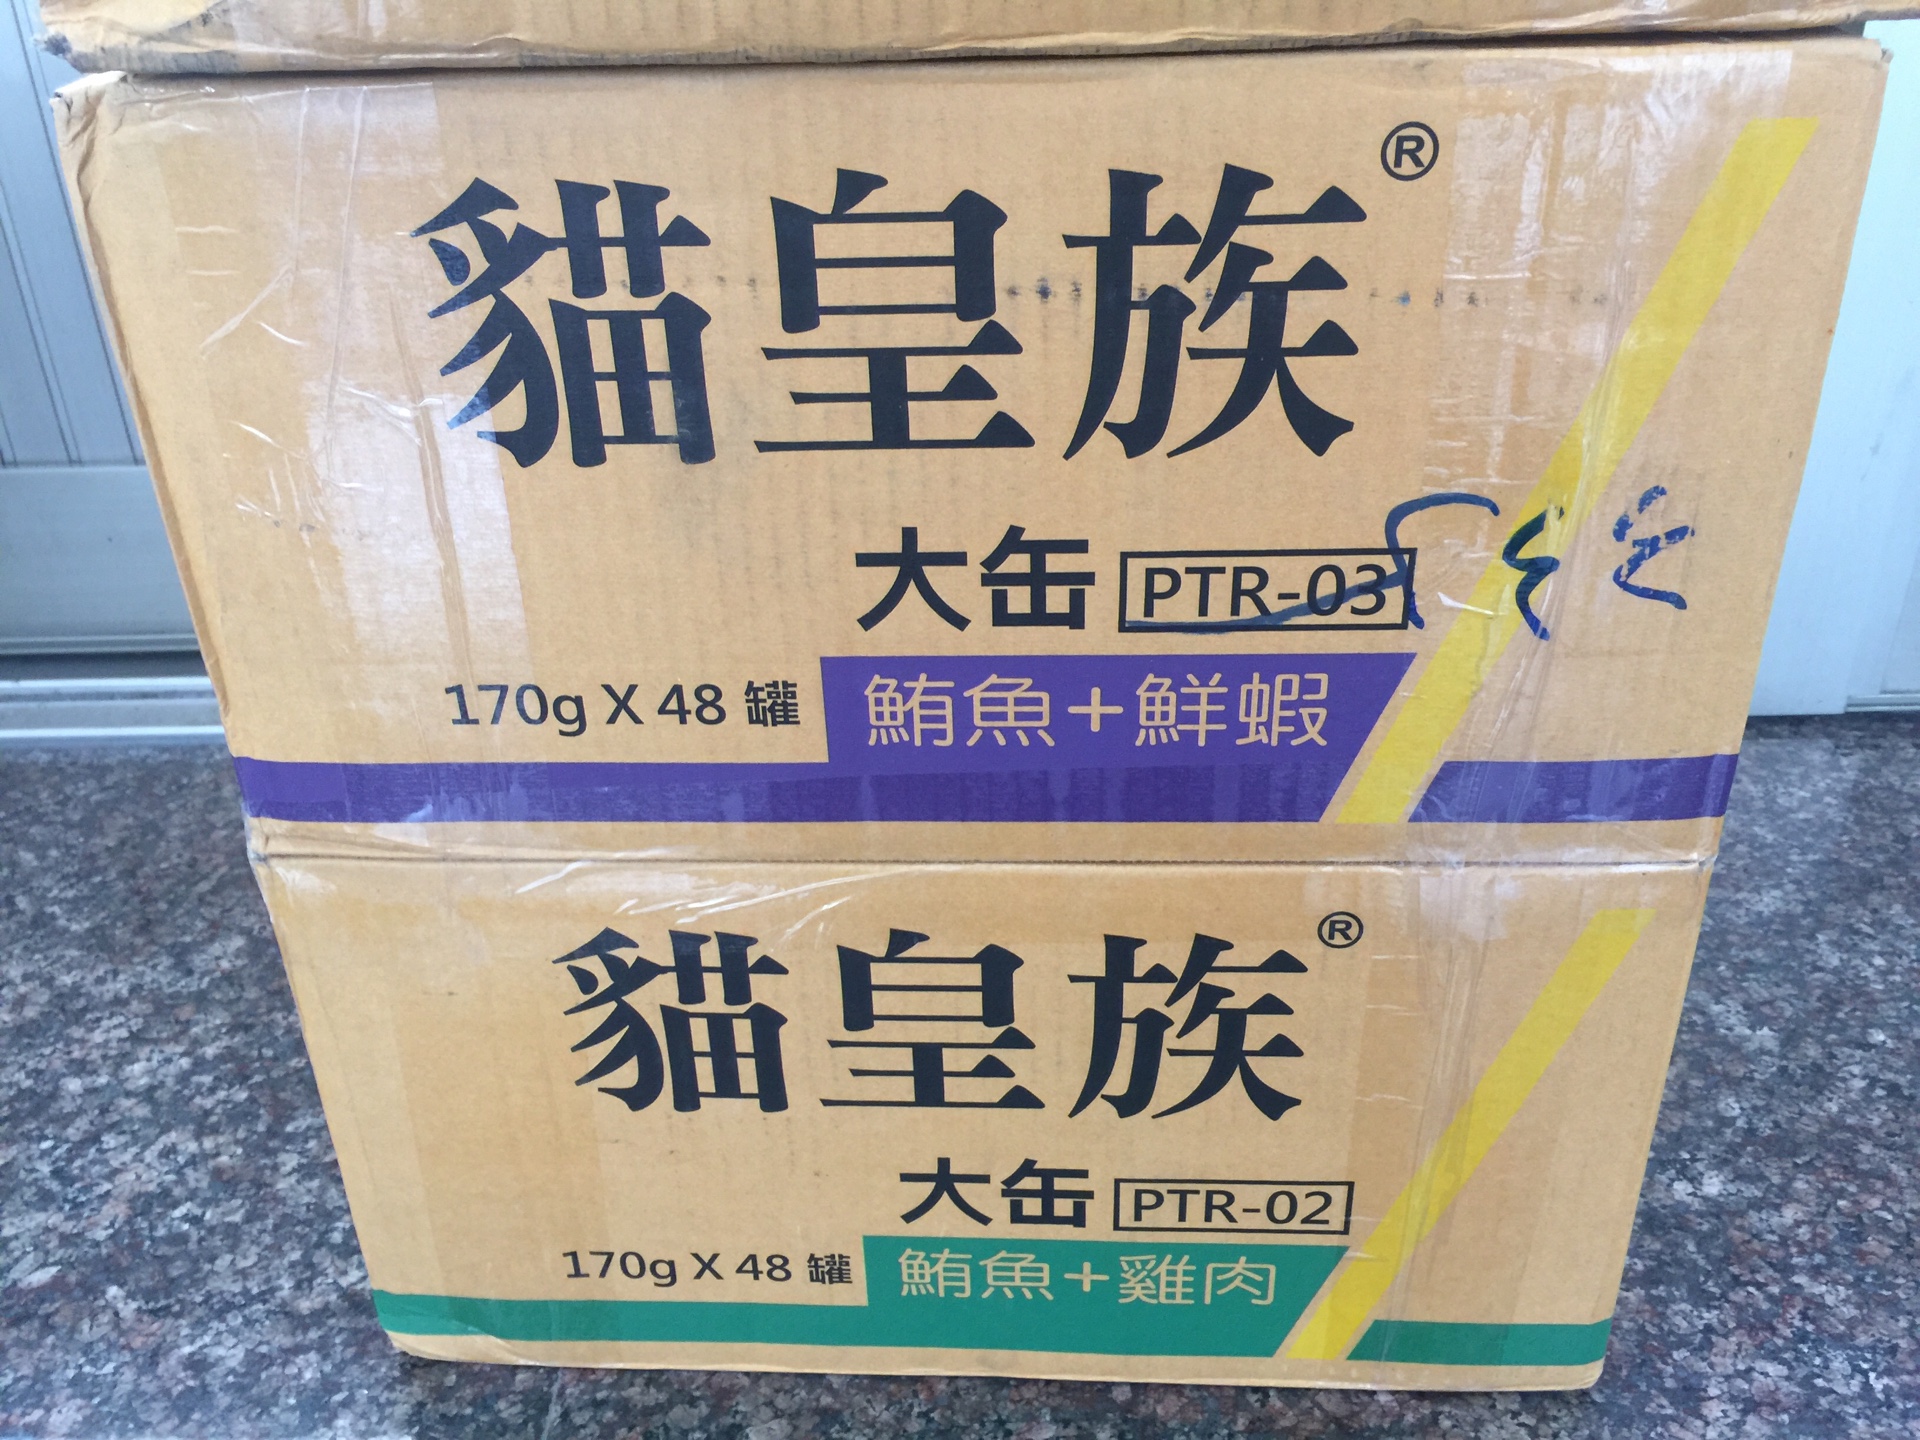 貓皇族®
大缶 PTR-03
170g X 48 罐 鮪魚+鮮蝦
貓皇族®
大缶 PTR-02
170g X 48 罐 鮪魚+雞肉